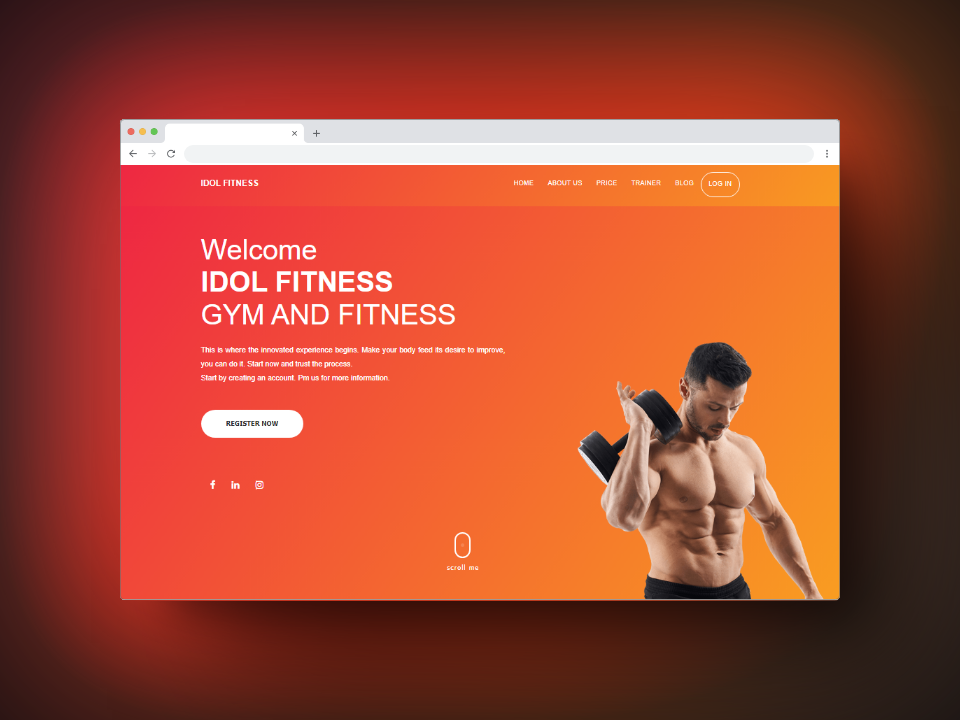 IDOL FITNESS
HOME ABOUT US PRICE TRAINER BLOG LOG IN
Welcome
IDOL FITNESS
GYM AND FITNESS
This is where the innovated experience begins. Make your body feed its desire to improve,
you can do it. Start now and trust the process.
Start by creating an account. Pm us for more information.
REGISTER NOW
scroll me